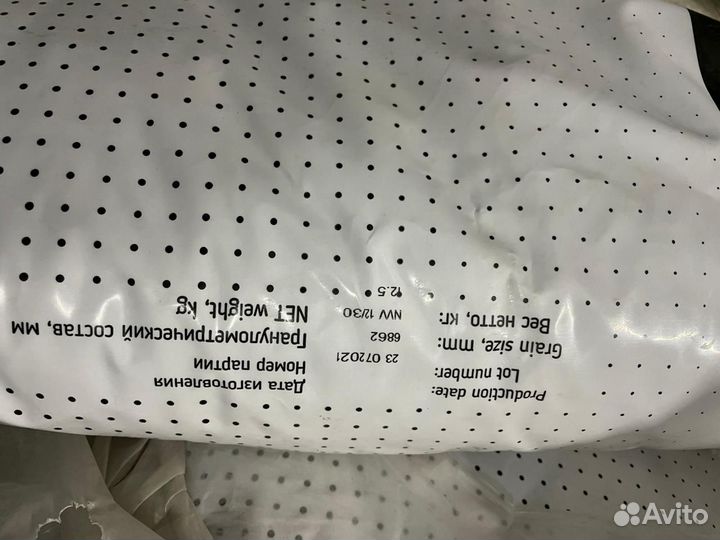 Production date: 23 072021 Дата изготовления
Lot number: 6862 Номер партии
Grain size, mm: NW 12/30 Гранулометрический состав, мм
Вес нетто, кг: 12.5 NET weight, kg
Avito